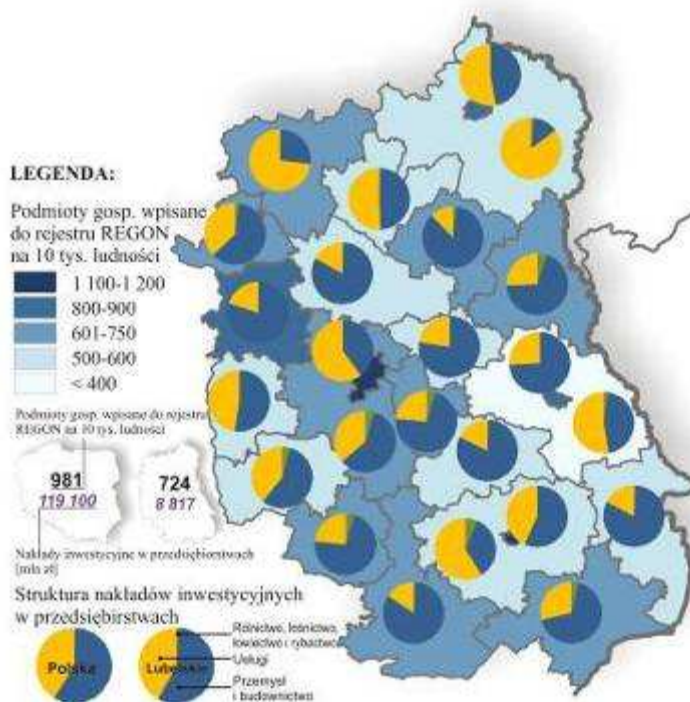 LEGENDA:
Podmioty gosp. wpisane
do rejestru REGON
na 10 tys. ludności
1 100-1 200
800-900
601-750
500-600
< 400
Podmioty gosp. wpisane do rejestru
REGON na 10 tys. ludności
981
119 100
724
8 817
Nakłady inwestycyjne w przedsiębiorstwach
[mln zł]
Struktura nakładów inwestycyjnych
w przedsiębirstwach
Polska
Lubelskie
Rolnictwo, leśnictwo,
łowiectwo i rybactwo
Usługi
Przemysł
i budownictwo